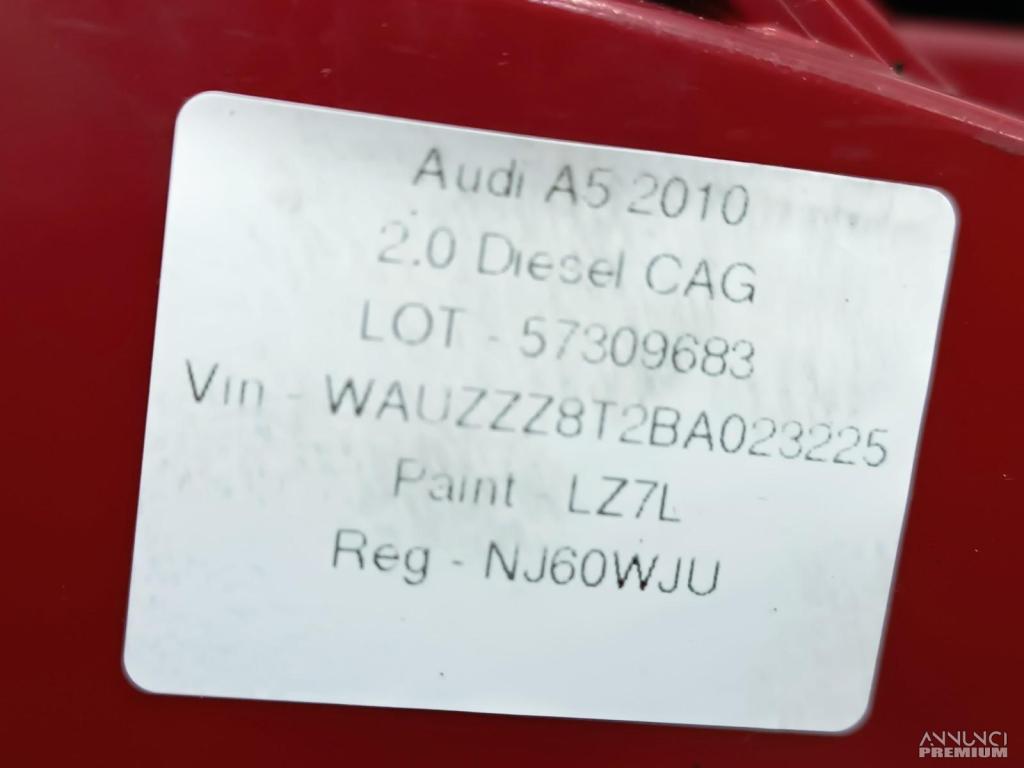 Audi A5 2010
2.0 Diesel CAG
LOT - 57309683
Vin - WAUZZZ8T2BA023225
Paint - LZ7L
Reg - NJ60WJU
ANNUNCI
PREMIUM